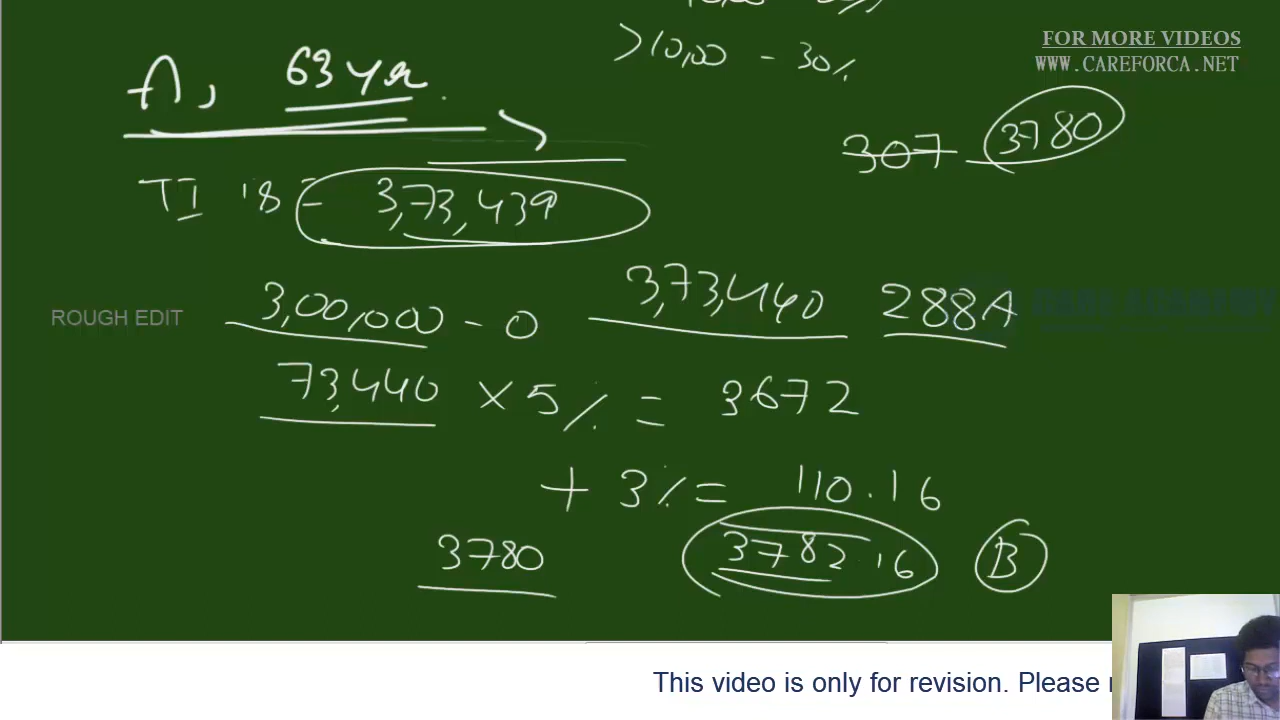 >10,00 - 30%
FOR MORE VIDEOS
WWW.CAREFORCA.NET
A, 63 yr
307 3780
TI is = 3,73,439
3,00,000 - 0 3,73,440 288A
ROUGH EDIT
73,440 × 5% = 3672
+ 3% = 110.16
3780 3782.16 B
This video is only for revision. Please